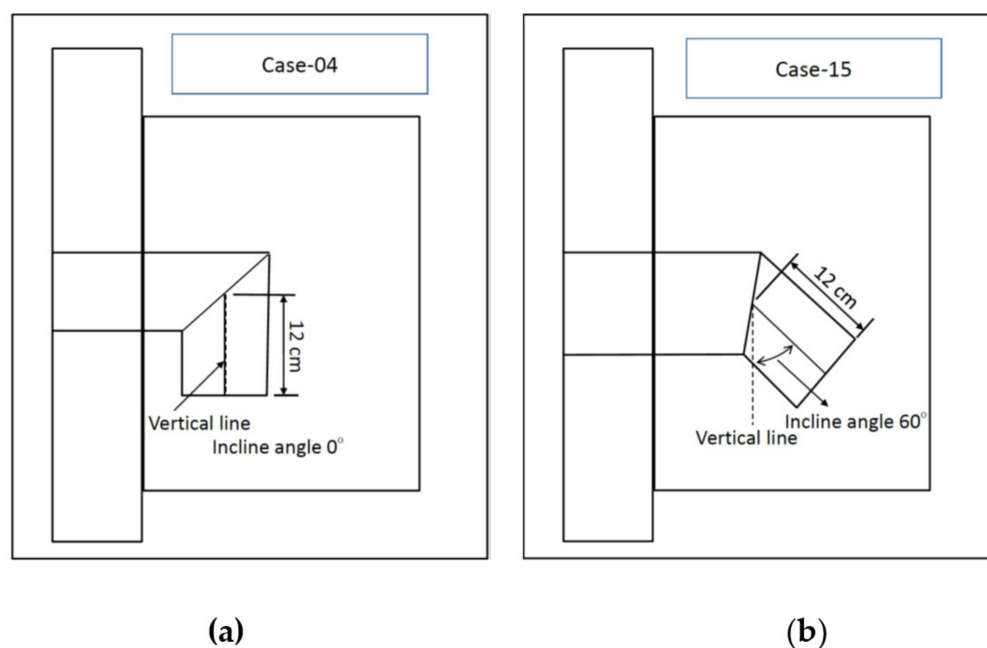 Case-04
12 cm
Vertical line
Incline angle 0°
(a)
Case-15
12 cm
Incline angle 60°
Vertical line
(b)